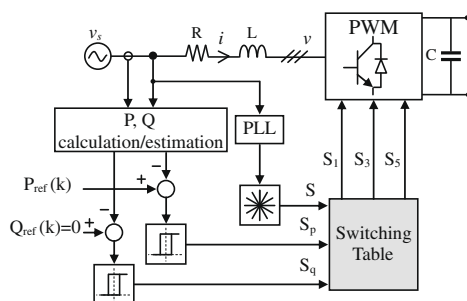 v_s
R
i
L
v
PWM
C
P, Q
calculation/estimation
PLL
S_1
S_3
S_5
P_ref(k)
+
−
−
Q_ref(k)=0
+
S
S_p
S_q
Switching
Table